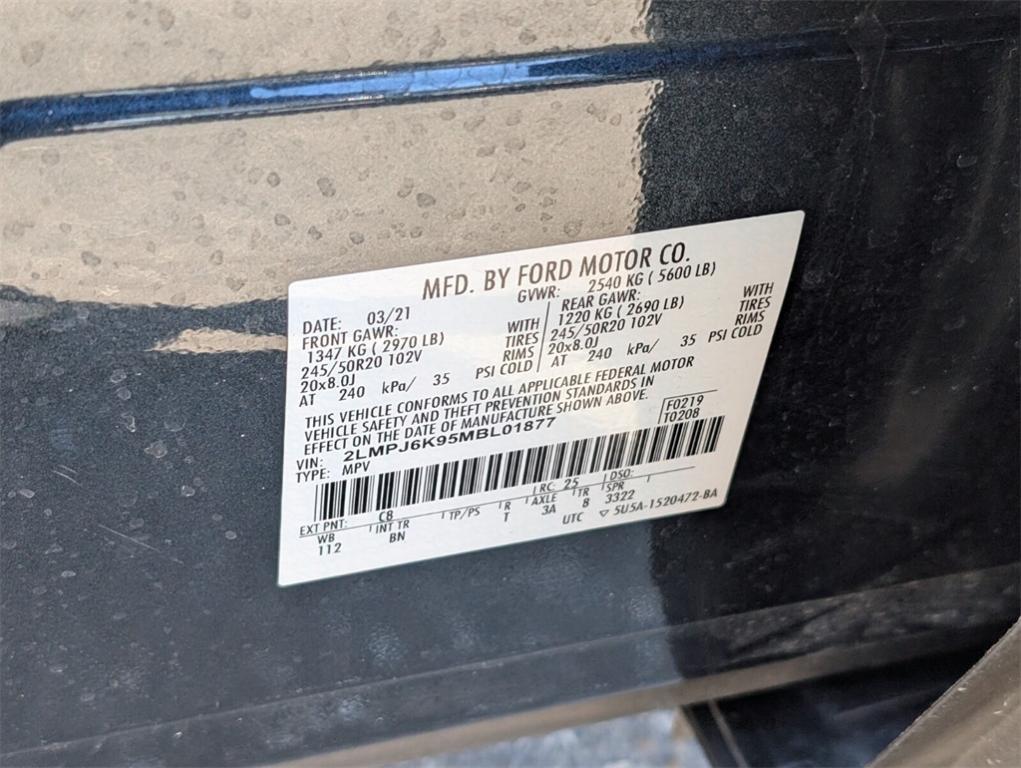 MFD. BY FORD MOTOR CO.
DATE: 03/21 GVWR: 2540 KG ( 5600 LB)
FRONT GAWR: REAR GAWR:
1347 KG ( 2970 LB) WITH 1220 KG ( 2690 LB) WITH
245/50R20 102V TIRES 245/50R20 102V TIRES
20x8.0J RIMS 20x8.0J RIMS
AT 240 kPa/ 35 PSI COLD AT 240 kPa/ 35 PSI COLD
THIS VEHICLE CONFORMS TO ALL APPLICABLE FEDERAL MOTOR
VEHICLE SAFETY AND THEFT PREVENTION STANDARDS IN
EFFECT ON THE DATE OF MANUFACTURE SHOWN ABOVE.
F0219
T0208
VIN: 2LMPJ6K95MBL01877
TYPE: MPV
EXT PNT: C8 RC: 25 DSO:
WB INT TR TP/PS R AXLE TR SPR
112 BN T 3A 8 3322
UTC ▽ 5U5A-1520472-BA